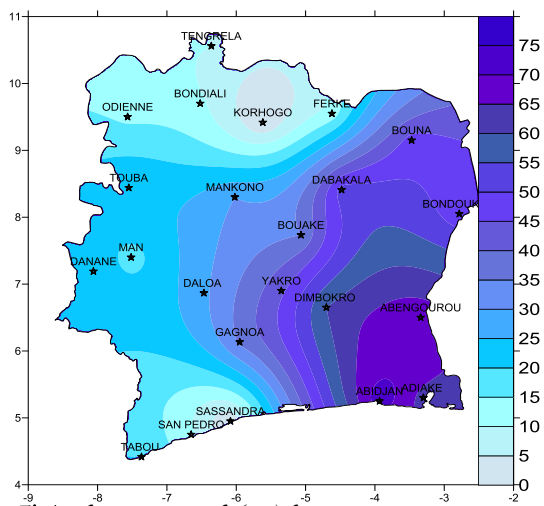 11
10
9
8
7
6
5
4
-9
-8
-7
-6
-5
-4
-3
-2
TENGRELA
BONDIALI
ODIENNE
KORHOGO
FERKE
BOUNA
TOUBA
MANKONO
DABAKALA
BONDOUK
BOUAKE
MAN
DANANE
DALOA
YAKRO
DIMBOKRO
ABENGOUROU
GAGNOA
ABIDJAN
ADIAKE
SASSANDRA
SAN PEDRO
TABOU
75
70
65
60
55
50
45
40
35
30
25
20
15
10
5
0